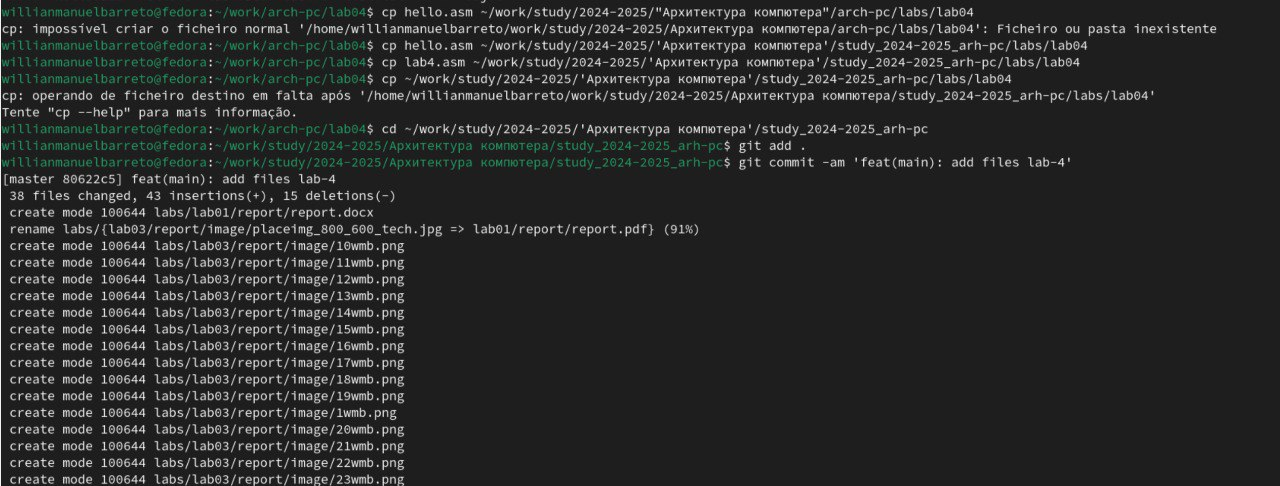 willianmanuelbarreto@fedora:~/work/arch-pc/lab04$ cp hello.asm ~/work/study/2024-2025/"Архитектура компютера"/arch-pc/labs/lab04
cp: impossível criar o ficheiro normal '/home/willianmanuelbarreto/work/study/2024-2025/Архитектура компютера/arch-pc/labs/lab04': Ficheiro ou pasta inexistente
willianmanuelbarreto@fedora:~/work/arch-pc/lab04$ cp hello.asm ~/work/study/2024-2025/'Архитектура компютера'/study_2024-2025_arh-pc/labs/lab04
willianmanuelbarreto@fedora:~/work/arch-pc/lab04$ cp lab4.asm ~/work/study/2024-2025/'Архитектура компютера'/study_2024-2025_arh-pc/labs/lab04
willianmanuelbarreto@fedora:~/work/arch-pc/lab04$ cp ~/work/study/2024-2025/'Архитектура компютера'/study_2024-2025_arh-pc/labs/lab04
cp: operando de ficheiro destino em falta após '/home/willianmanuelbarreto/work/study/2024-2025/Архитектура компютера/study_2024-2025_arh-pc/labs/lab04'
Tente "cp --help" para mais informação.
willianmanuelbarreto@fedora:~/work/arch-pc/lab04$ cd ~/work/study/2024-2025/'Архитектура компютера'/study_2024-2025_arh-pc
willianmanuelbarreto@fedora:~/work/study/2024-2025/Архитектура компютера/study_2024-2025_arh-pc$ git add .
willianmanuelbarreto@fedora:~/work/study/2024-2025/Архитектура компютера/study_2024-2025_arh-pc$ git commit -am 'feat(main): add files lab-4'
[master 80622c5] feat(main): add files lab-4
38 files changed, 43 insertions(+), 15 deletions(-)
create mode 100644 labs/lab01/report/report.docx
rename labs/{lab03/report/image/placeimg_800_600_tech.jpg => lab01/report/report.pdf} (91%)
create mode 100644 labs/lab03/report/image/10wmb.png
create mode 100644 labs/lab03/report/image/11wmb.png
create mode 100644 labs/lab03/report/image/12wmb.png
create mode 100644 labs/lab03/report/image/13wmb.png
create mode 100644 labs/lab03/report/image/14wmb.png
create mode 100644 labs/lab03/report/image/15wmb.png
create mode 100644 labs/lab03/report/image/16wmb.png
create mode 100644 labs/lab03/report/image/17wmb.png
create mode 100644 labs/lab03/report/image/18wmb.png
create mode 100644 labs/lab03/report/image/19wmb.png
create mode 100644 labs/lab03/report/image/1wmb.png
create mode 100644 labs/lab03/report/image/20wmb.png
create mode 100644 labs/lab03/report/image/21wmb.png
create mode 100644 labs/lab03/report/image/22wmb.png
create mode 100644 labs/lab03/report/image/23wmb.png